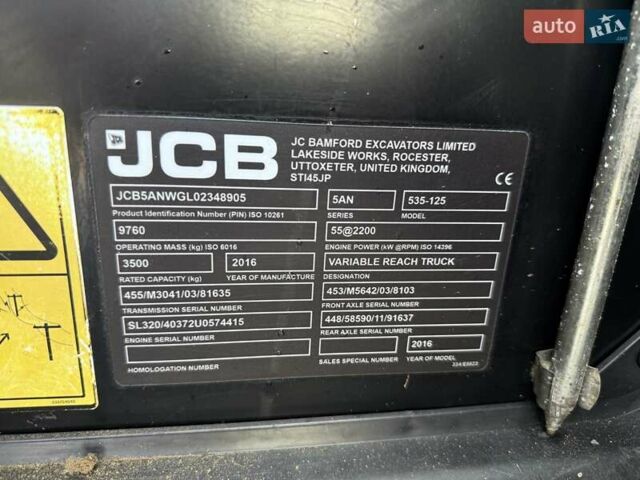 auto RIA.com
JCB
JC BAMFORD EXCAVATORS LIMITED
LAKESIDE WORKS, ROCESTER,
UTTOXETER, UNITED KINGDOM,
ST145JP
CE
JCB5ANWGL02348905
5AN
535-125
Product Identification Number (PIN) ISO 10261
SERIES
MODEL
9760
55@2200
OPERATING MASS (kg) ISO 6016
ENGINE POWER (kW @RPM) ISO 14396
3500
2016
VARIABLE REACH TRUCK
RATED CAPACITY (kg)
YEAR OF MANUFACTURE
DESIGNATION
455/M3041/03/81635
453/M5642/03/8103
TRANSMISSION SERIAL NUMBER
FRONT AXLE SERIAL NUMBER
SL320/40372U0574415
448/58590/11/91637
ENGINE SERIAL NUMBER
REAR AXLE SERIAL NUMBER
2016
HOMOLOGATION NUMBER
SALES SPECIAL NUMBER
YEAR OF MODEL